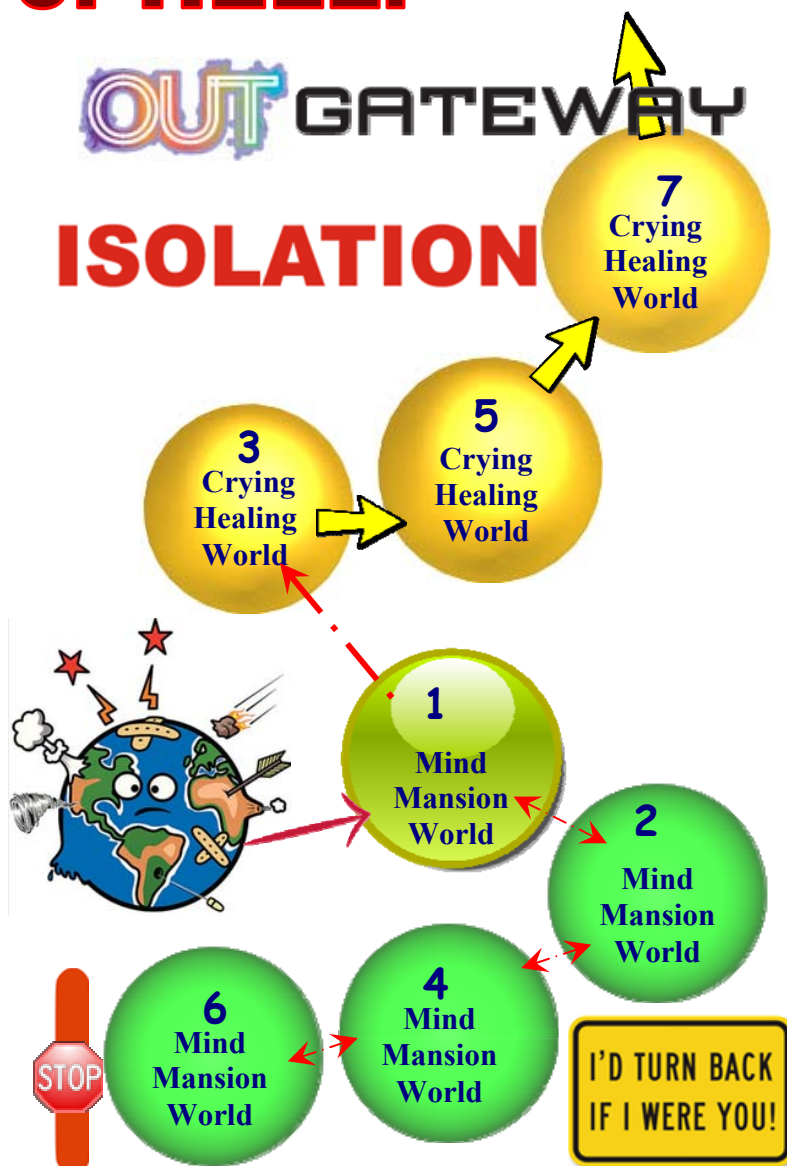 OUT GATEWAY
ISOLATION
7
Crying
Healing
World
5
Crying
Healing
World
3
Crying
Healing
World
1
Mind
Mansion
World
2
Mind
Mansion
World
4
Mind
Mansion
World
6
Mind
Mansion
World
STOP
I'D TURN BACK
IF I WERE YOU!